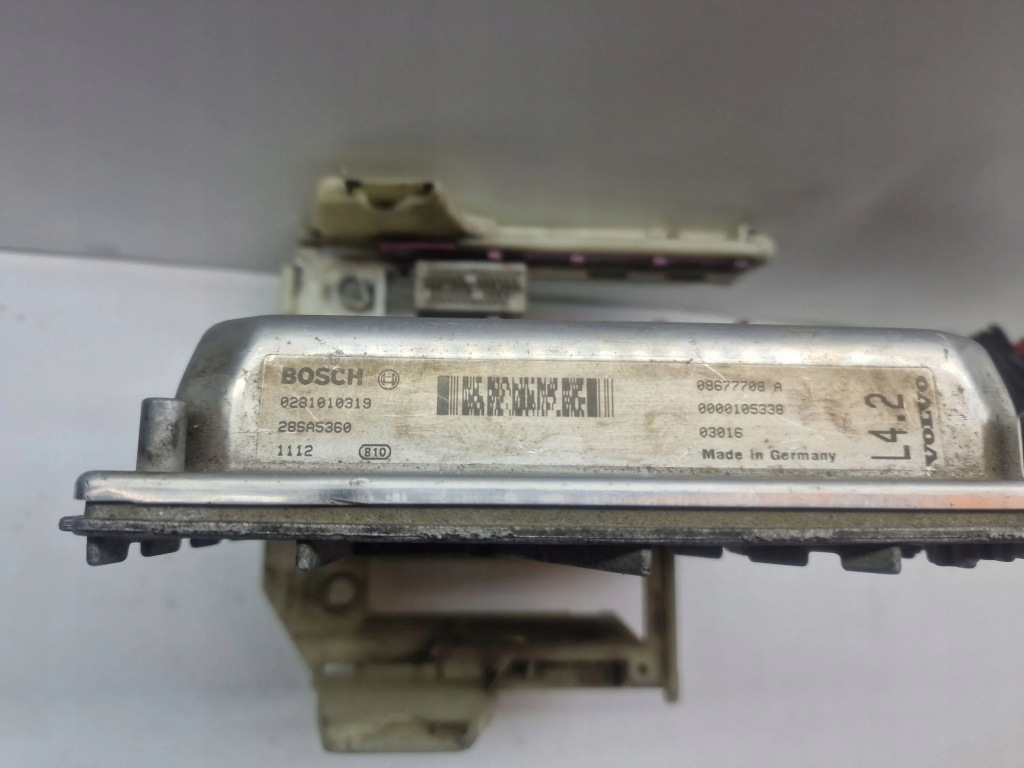 BOSCH
0281010319
28SA5360
1112 810
08677708 A
0000105338
03016
Made in Germany
L4.2
VOLVO